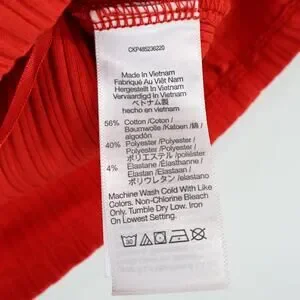 CKP485236220
Made In Vietnam
Fabriqué Au Viêt Nam
Hergestellt In Vietnam
Vervaardigd In Vietnam
ベトナム製
hecho en Vietnam
56% Cotton /Coton /
Baumwolle /Katoen /綿 /
algodón
40% Polyester /Polyester /
Polyester /Polyester /
ポリエステル /poliéster
4% Elastane /Élasthanne /
Elastan /Elastaan /
ポリウレタン /elastano
Machine Wash Cold With Like
Colors. Non-Chlorine Bleach
Only. Tumble Dry Low. Iron
On Lowest Setting.